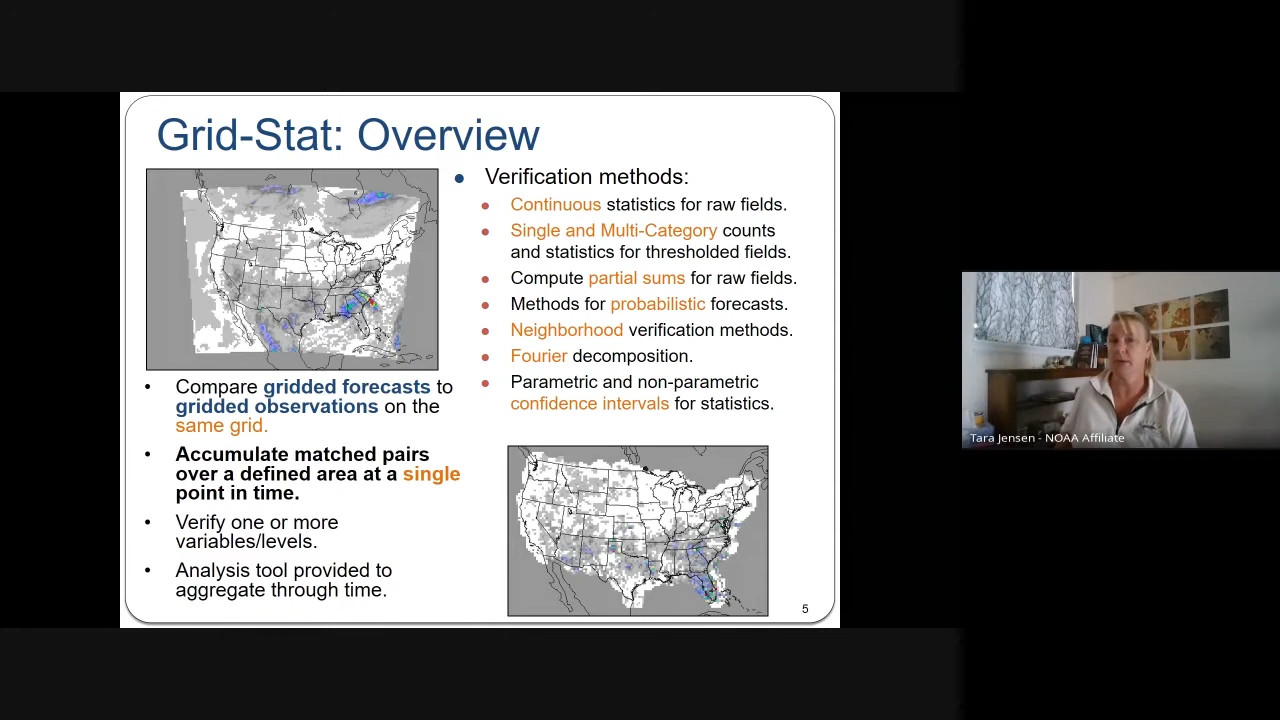 Grid-Stat: Overview
Compare gridded forecasts to
gridded observations on the
same grid.
Accumulate matched pairs
over a defined area at a single
point in time.
Verify one or more
variables/levels.
Analysis tool provided to
aggregate through time.
Verification methods:
Continuous statistics for raw fields.
Single and Multi-Category counts
and statistics for thresholded fields.
Compute partial sums for raw fields.
Methods for probabilistic forecasts.
Neighborhood verification methods.
Fourier decomposition.
Parametric and non-parametric
confidence intervals for statistics.
5
Tara Jensen - NOAA Affiliate